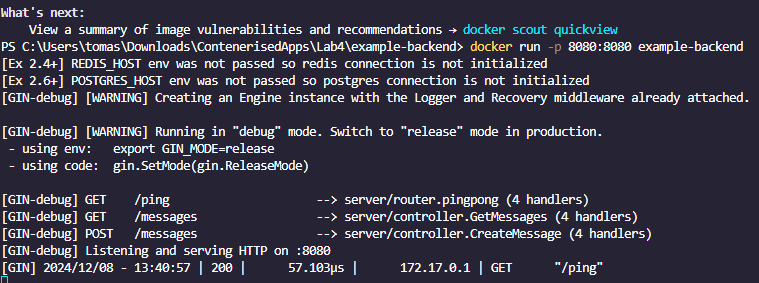 What's next:
    View a summary of image vulnerabilities and recommendations → docker scout quickview
PS C:\Users\tomas\Downloads\ContenerisedApps\Lab4\example-backend> docker run -p 8080:8080 example-backend
[Ex 2.4+] REDIS_HOST env was not passed so redis connection is not initialized
[Ex 2.6+] POSTGRES_HOST env was not passed so postgres connection is not initialized
[GIN-debug] [WARNING] Creating an Engine instance with the Logger and Recovery middleware already attached.

[GIN-debug] [WARNING] Running in "debug" mode. Switch to "release" mode in production.
 - using env:   export GIN_MODE=release
 - using code:  gin.SetMode(gin.ReleaseMode)

[GIN-debug] GET    /ping                     --> server/router.pingpong (4 handlers)
[GIN-debug] GET    /messages                 --> server/controller.GetMessages (4 handlers)
[GIN-debug] POST   /messages                 --> server/controller.CreateMessage (4 handlers)
[GIN-debug] Listening and serving HTTP on :8080
[GIN] 2024/12/08 - 13:40:57 | 200 |      57.103µs |      172.17.0.1 | GET      "/ping"